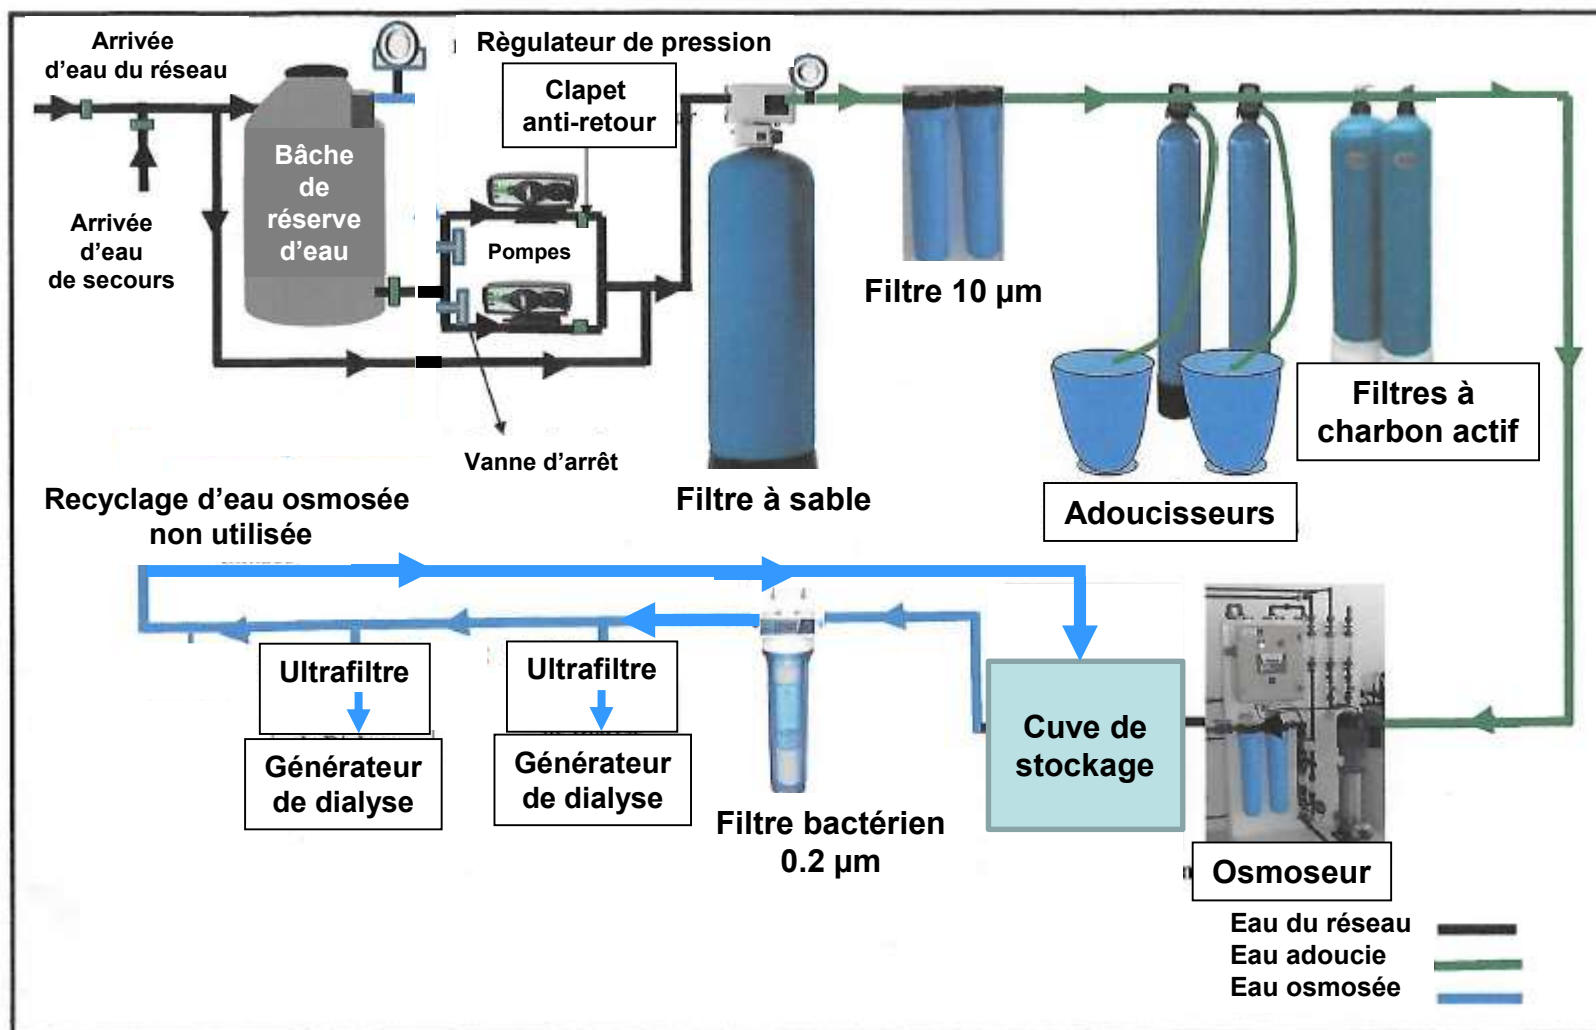 Arrivée
d'eau du réseau
Règulateur de pression
Clapet
anti-retour
Bâche
de
réserve
d'eau
Arrivée
d'eau
de secours
Pompes
Filtre 10 µm
Filtres à
charbon actif
Vanne d'arrêt
Filtre à sable
Adoucisseurs
Recyclage d'eau osmosée
non utilisée
Ultrafiltre
Ultrafiltre
Générateur
de dialyse
Générateur
de dialyse
Filtre bactérien
0.2 µm
Cuve de
stockage
Osmoseur
Eau du réseau
Eau adoucie
Eau osmosée